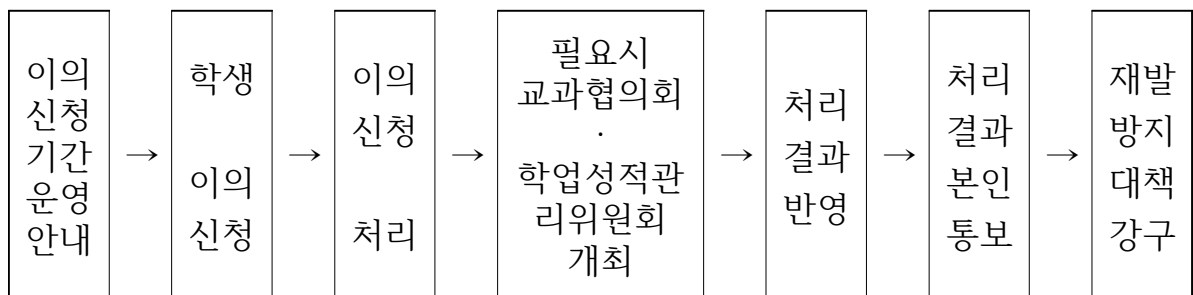 이의
신청
기간
운영
안내
→
학생
이의
신청
→
이의
신청
처리
→
필요시
교과협의회
·
학업성적관
리위원회
개최
→
처리
결과
반영
→
처리
결과
본인
통보
→
재발
방지
대책
강구